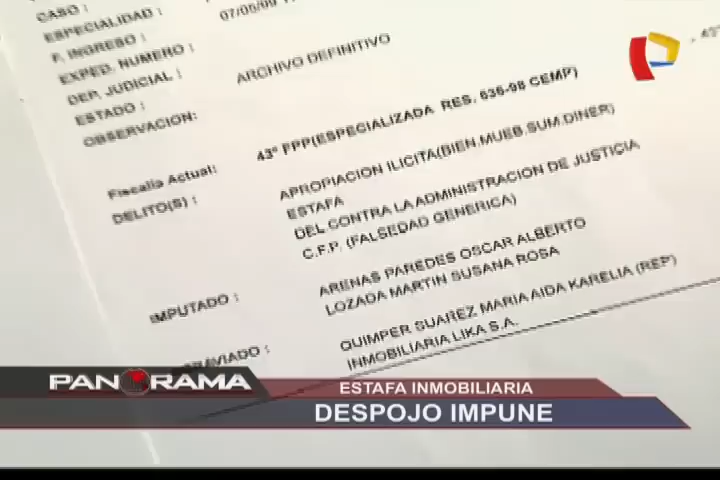 CASO :
ESPECIALIDAD :
F. INGRESO :
EXPED. NUMERO :
DEP. JUDICIAL :
ESTADO :
ARCHIVO DEFINITIVO
OBSERVACION:
Fiscalia Actual:
43º FPP(ESPECIALIZADA RES. 636-98 CEMP)
DELITO(S) :
APROPIACION ILICITA(BIEN.MUEB,SUM.DINER)
ESTAFA
DEL CONTRA LA ADMINISTRACION DE JUSTICIA
C.F.P. (FALSEDAD GENERICA)
IMPUTADO :
ARENAS PAREDES OSCAR ALBERTO
LOZADA MARTIN SUSANA ROSA
QUIMPER SUAREZ MARIA AIDA KARELIA (REP)
INMOBILIARIA LIKA S.A.
PANORAMA
ESTAFA INMOBILIARIA
DESPOJO IMPUNE